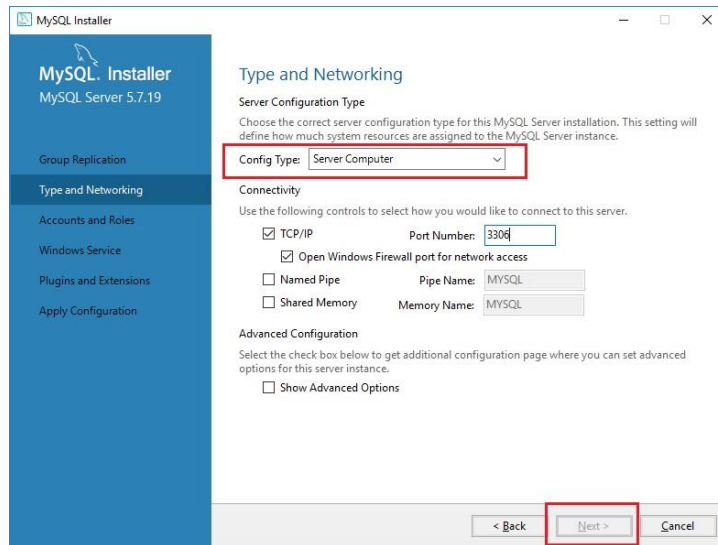 MySQL Installer
MySQL. Installer
MySQL Server 5.7.19
Group Replication
Type and Networking
Accounts and Roles
Windows Service
Plugins and Extensions
Apply Configuration
Type and Networking
Server Configuration Type
Choose the correct server configuration type for this MySQL Server installation. This setting will
define how much system resources are assigned to the MySQL Server instance.
Config Type: Server Computer
Connectivity
Use the following controls to select how you would like to connect to this server.
TCP/IP Port Number: 3306
Open Windows Firewall port for network access
Named Pipe Pipe Name: MYSQL
Shared Memory Memory Name: MYSQL
Advanced Configuration
Select the check box below to get additional configuration page where you can set advanced
options for this server instance.
Show Advanced Options
< Back Next > Cancel